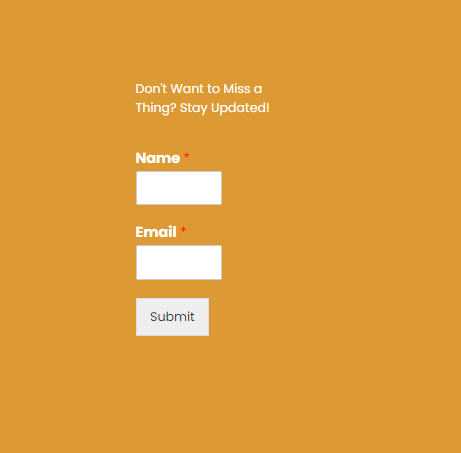 Don't Want to Miss a
Thing? Stay Updated!
Name *
Email *
Submit